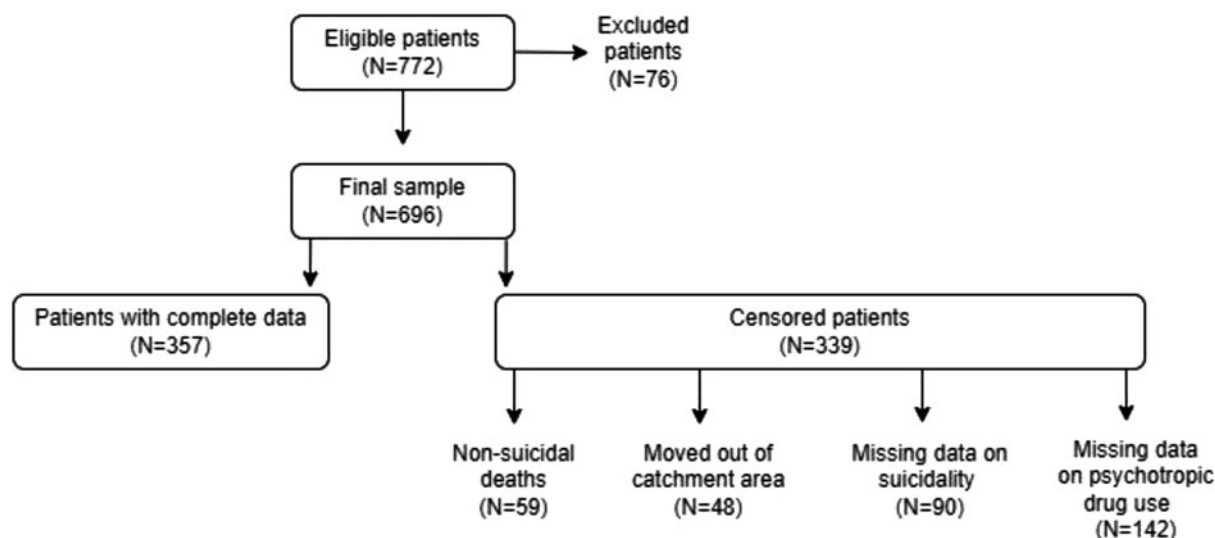 Eligible patients
(N=772)
Excluded
patients
(N=76)
Final sample
(N=696)
Patients with complete data
(N=357)
Censored patients
(N=339)
Non-suicidal
deaths
(N=59)
Moved out of
catchment area
(N=48)
Missing data on
suicidality
(N=90)
Missing data
on psychotropic
drug use
(N=142)